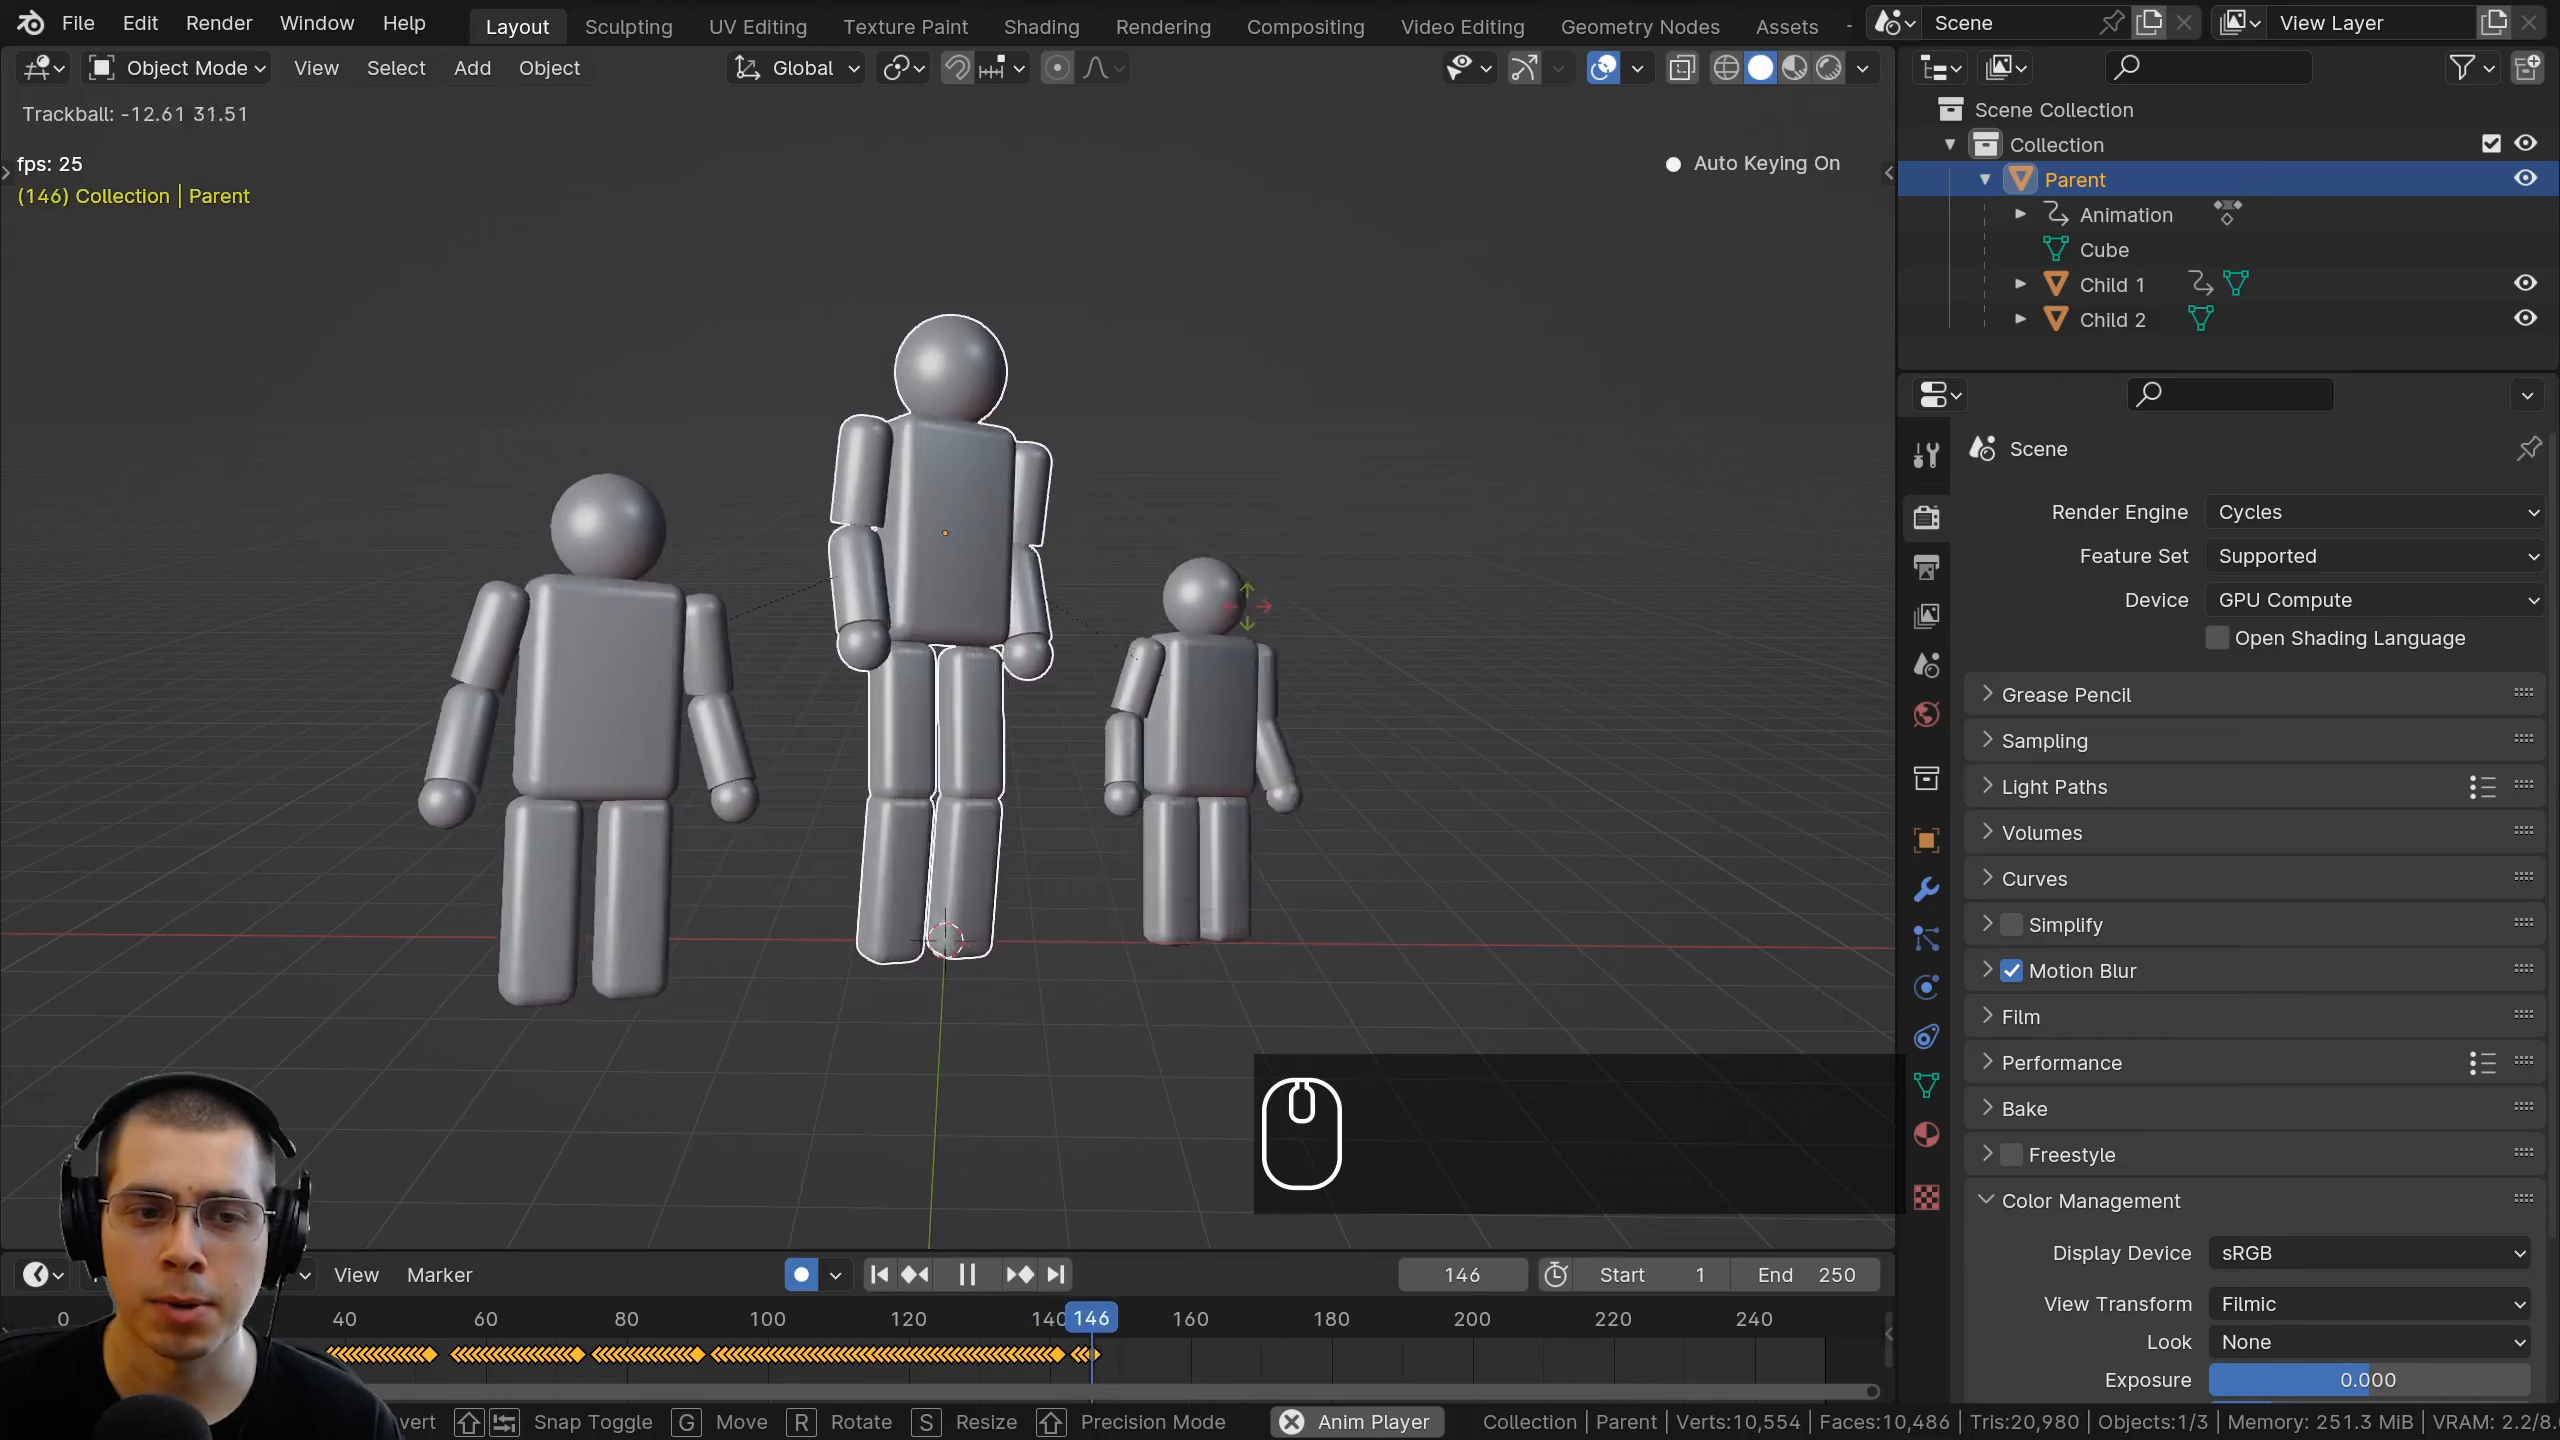 File Edit Render Window Help Layout Sculpting UV Editing Texture Paint Shading Rendering Compositing Video Editing Geometry Nodes Assets Scene View Layer
Object Mode View Select Add Object Global
Trackball: -12.61 31.51
fps: 25
(146) Collection | Parent
Auto Keying On
Scene Collection
Collection
Parent
Animation
Cube
Child 1
Child 2
Scene
Render Engine Cycles
Feature Set Supported
Device GPU Compute
Open Shading Language
Grease Pencil
Sampling
Light Paths
Volumes
Curves
Simplify
Motion Blur
Film
Performance
Bake
Freestyle
Color Management
Display Device sRGB
View Transform Filmic
Look None
Exposure 0.000
View Marker 146 Start 1 End 250
0 40 60 80 100 120 140 146 160 180 200 220 240
vert Snap Toggle G Move R Rotate S Resize Precision Mode Anim Player Collection | Parent | Verts:10,554 | Faces:10,486 | Tris:20,980 | Objects:1/3 | Memory: 251.3 MiB | VRAM: 2.2/8.